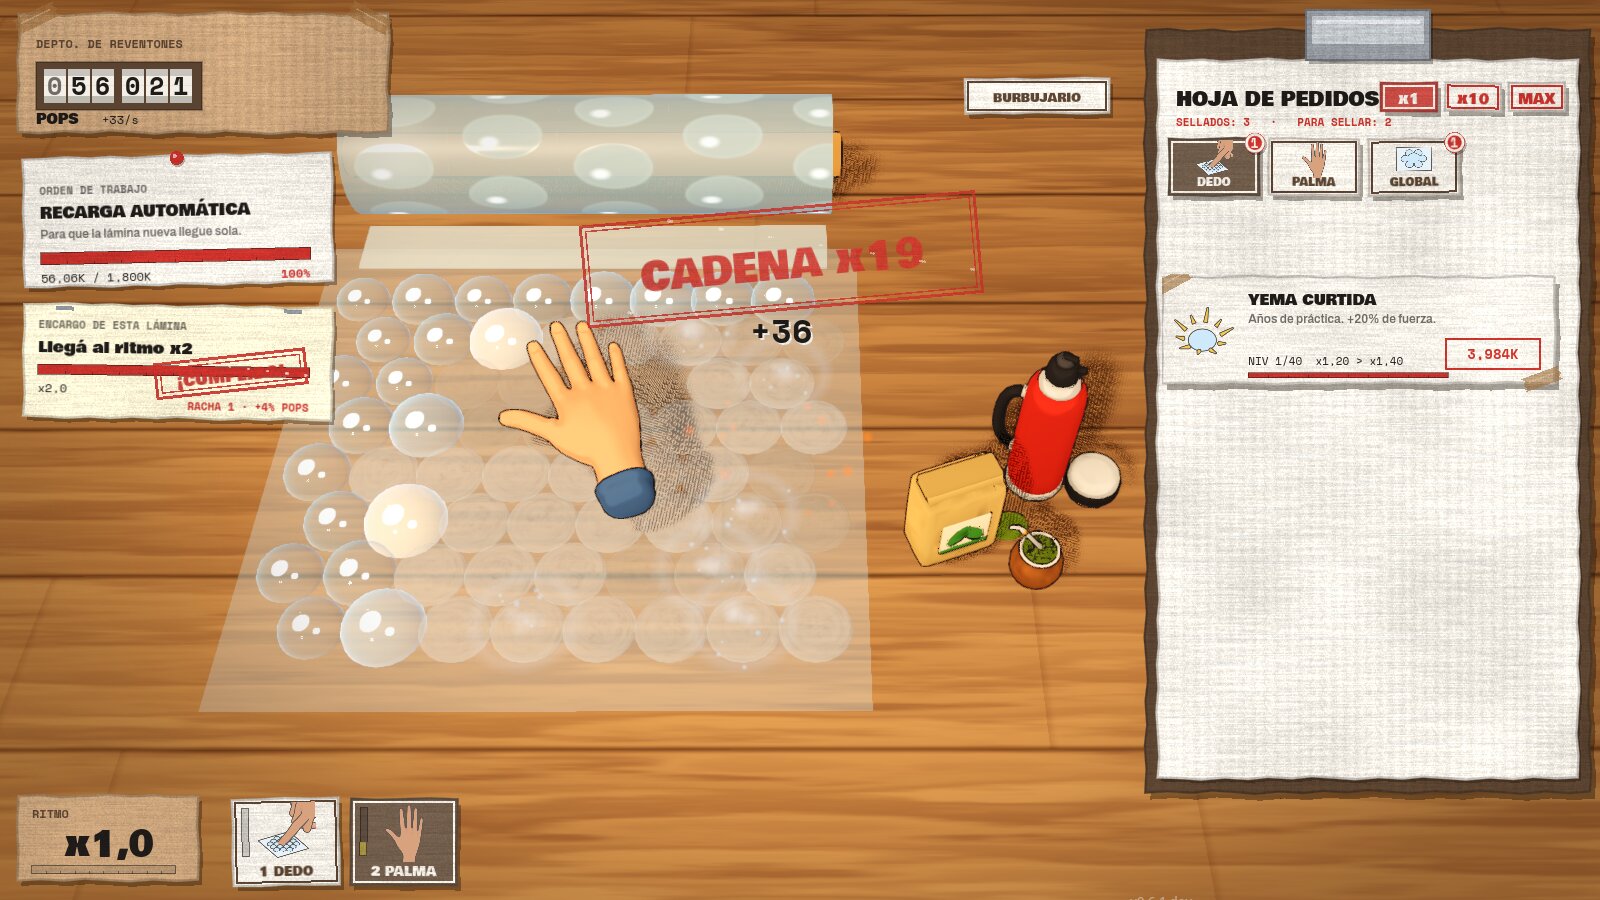 DEPTO. DE REVENTONES
056 021
POPS +33/s
ORDEN DE TRABAJO
RECARGA AUTOMÁTICA
Para que la lámina nueva llegue sola.
56,06K / 1,800K 100%
ENCARGO DE ESTA LÁMINA
Llegá al ritmo x2
x2,0
RACHA 1 · +4% POPS
CADENA x19
+36
BURBUJARIO
HOJA DE PEDIDOS x1 x10 MAX
SELLADOS: 3 · PARA SELLAR: 2
1 1
DEDO PALMA GLOBAL
YEMA CURTIDA
Años de práctica. +20% de fuerza.
NIV 1/40 x1,20 > x1,40 3,984K
RITMO
x1,0
1 DEDO 2 PALMA